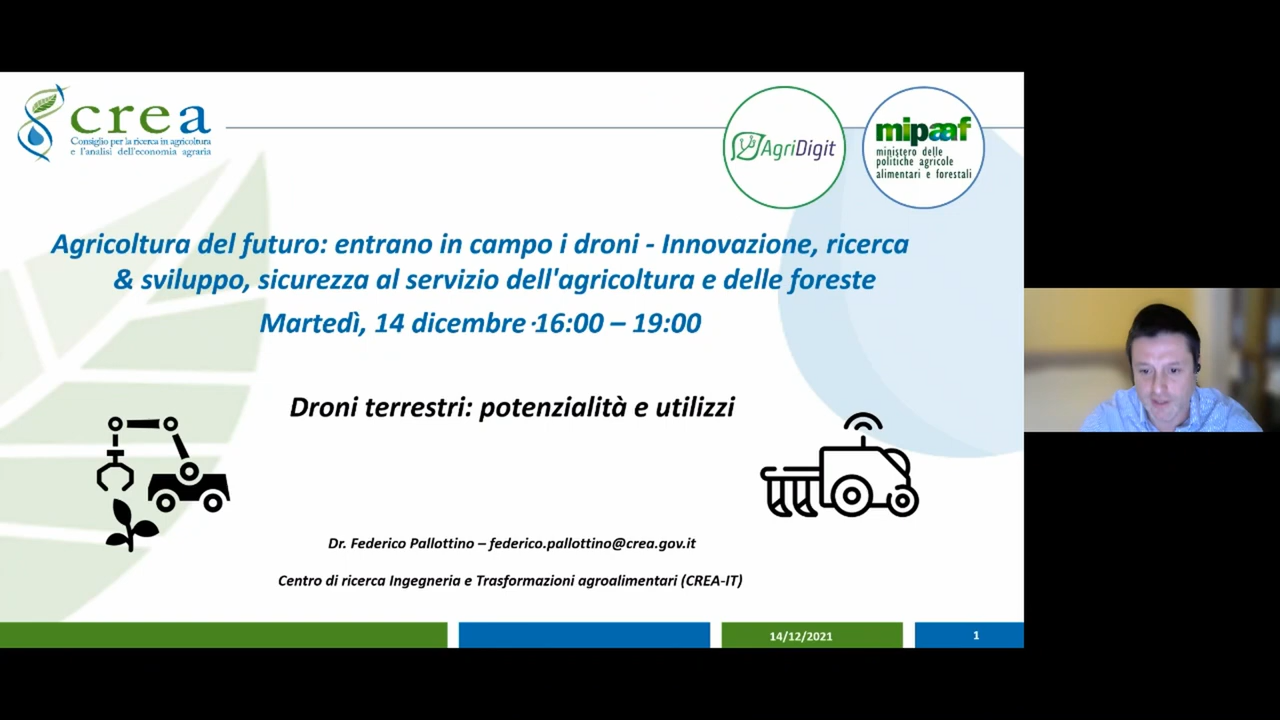 crea
Consiglio per la ricerca in agricoltura
e l'analisi dell'economia agraria
AgriDigit
mipaaf
ministero delle
politiche agricole
alimentari e forestali
Agricoltura del futuro: entrano in campo i droni - Innovazione, ricerca
& sviluppo, sicurezza al servizio dell'agricoltura e delle foreste
Martedì, 14 dicembre·16:00 – 19:00
Droni terrestri: potenzialità e utilizzi
Dr. Federico Pallottino – federico.pallottino@crea.gov.it
Centro di ricerca Ingegneria e Trasformazioni agroalimentari (CREA-IT)
14/12/2021
1